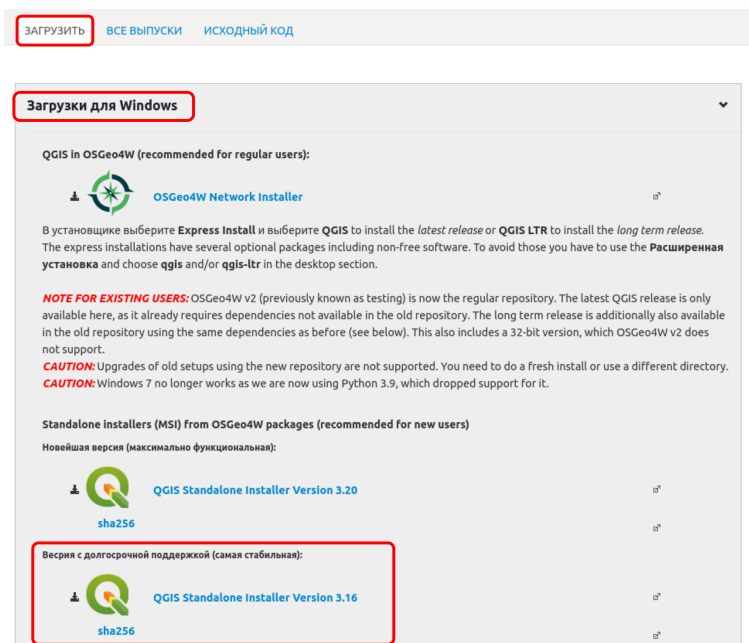 ЗАГРУЗИТЬ ВСЕ ВЫПУСКИ ИСХОДНЫЙ КОД
Загрузки для Windows
QGIS in OSGeo4W (recommended for regular users):
OSGeo4W Network Installer
В установщике выберите Express Install и выберите QGIS to install the latest release or QGIS LTR to install the long term release.
The express installations have several optional packages including non-free software. To avoid those you have to use the Расширенная
установка and choose qgis and/or qgis-ltr in the desktop section.
NOTE FOR EXISTING USERS: OSGeo4W v2 (previously known as testing) is now the regular repository. The latest QGIS release is only
available here, as it already requires dependencies not available in the old repository. The long term release is additionally also available
in the old repository using the same dependencies as before (see below). This also includes a 32-bit version, which OSGeo4W v2 does
not support.
CAUTION: Upgrades of old setups using the new repository are not supported. You need to do a fresh install or use a different directory.
CAUTION: Windows 7 no longer works as we are now using Python 3.9, which dropped support for it.
Standalone installers (MSI) from OSGeo4W packages (recommended for new users)
Новейшая версия (максимально функциональная):
QGIS Standalone Installer Version 3.20
sha256
Весрия с долгосрочной поддержкой (самая стабильная):
QGIS Standalone Installer Version 3.16
sha256